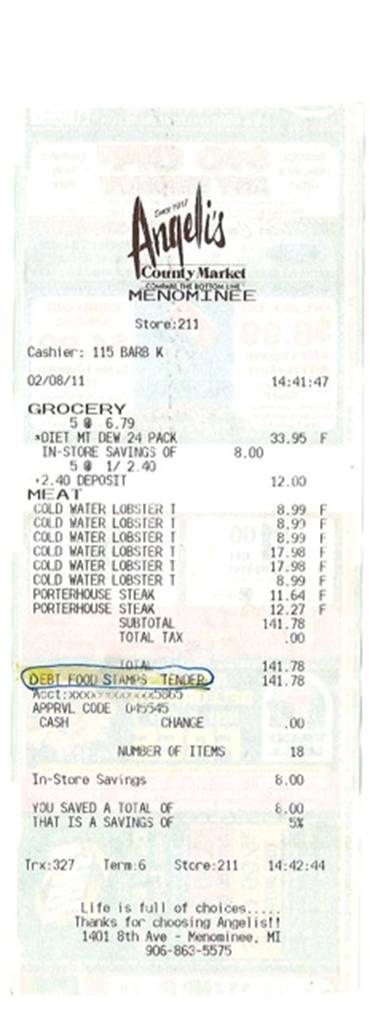 Since 1917
Angeli's
County Market
COMPARE THE BOTTOM LINE
MENOMINEE
Store:211
Cashier: 115 BARB K
02/08/11 14:41:47
GROCERY
5 @ 6.79
*DIET MT DEW 24 PACK 33.95 F
IN-STORE SAVINGS OF 8.00
5 @ 1/ 2.40
+2.40 DEPOSIT 12.00
MEAT
COLD WATER LOBSTER T 8.99 F
COLD WATER LOBSTER T 8.99 F
COLD WATER LOBSTER T 8.99 F
COLD WATER LOBSTER T 17.98 F
COLD WATER LOBSTER T 17.98 F
COLD WATER LOBSTER T 8.99 F
PORTERHOUSE STEAK 11.64 F
PORTERHOUSE STEAK 12.27 F
SUBTOTAL 141.78
TOTAL TAX .00
TOTAL 141.78
DEBT FOOD STAMPS TENDER 141.78
Acct:xxxxxxxxxxxx5865
APPRVL CODE 045545
CASH CHANGE .00
NUMBER OF ITEMS 18
In-Store Savings 8.00
YOU SAVED A TOTAL OF 8.00
THAT IS A SAVINGS OF 5%
Trx:327 Term:6 Store:211 14:42:44
Life is full of choices.....
Thanks for choosing Angelis!!
1401 8th Ave - Menominee, MI
906-863-5575